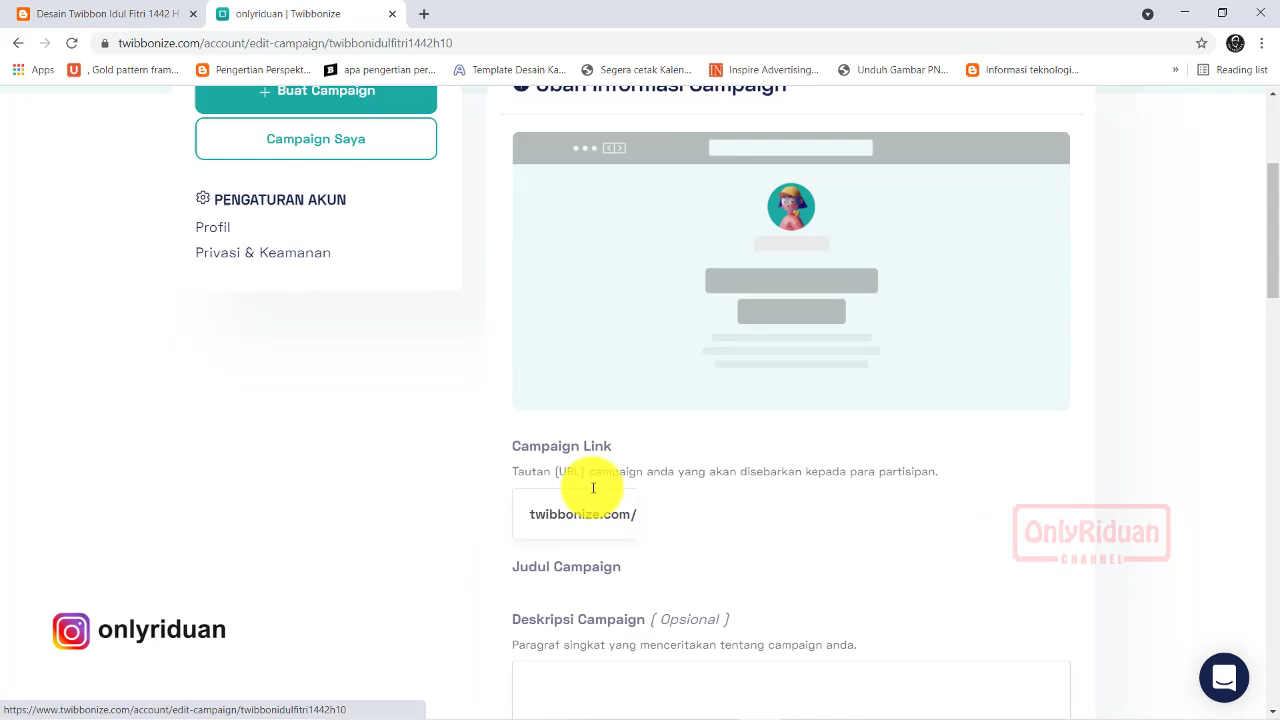 Desain Twibbon Idul Fitri 1442 H
onlyriduan | Twibbonize
twibbonize.com/account/edit-campaign/twibbonidulfitri1442h10
Apps
, Gold pattern fram...
Pengertian Perspekt...
apa pengertian per...
Template Desain Ka...
Segera cetak Kalen...
Inspire Advertising...
Unduh Gambar PN...
Informasi teknologi...
»
Reading list
+ Buat Campaign
Ubah Informasi Campaign
Campaign Saya
PENGATURAN AKUN
Profil
Privasi & Keamanan
Campaign Link
Tautan (URL) campaign anda yang akan disebarkan kepada para partisipan.
twibbonize.com/
OnlyRiduan
CHANNEL
Judul Campaign
Deskripsi Campaign ( Opsional )
onlyriduan
Paragraf singkat yang menceritakan tentang campaign anda.
https://www.twibbonize.com/account/edit-campaign/twibbonidulfitri1442h10